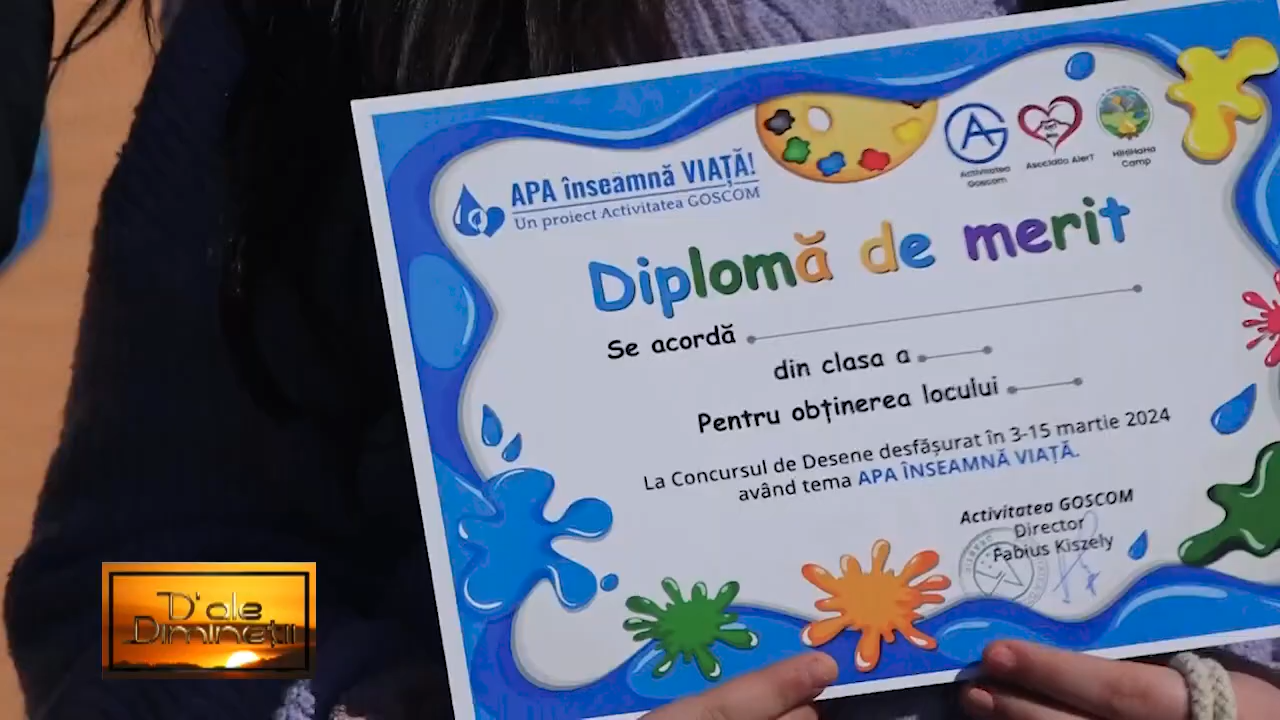 APA înseamnă VIAȚĂ!
Un proiect Activitatea GOSCOM
Activitatea
Goscom
Asociația AlerT
HiHiHaHa
Camp
Diplomă de merit
Se acordă
din clasa a
Pentru obținerea locului
La Concursul de Desene desfășurat în 3-15 martie 2024
având tema APA ÎNSEAMNĂ VIAȚĂ.
Activitatea GOSCOM
Director
Fabius Kiszely
D'ale
Dimineții